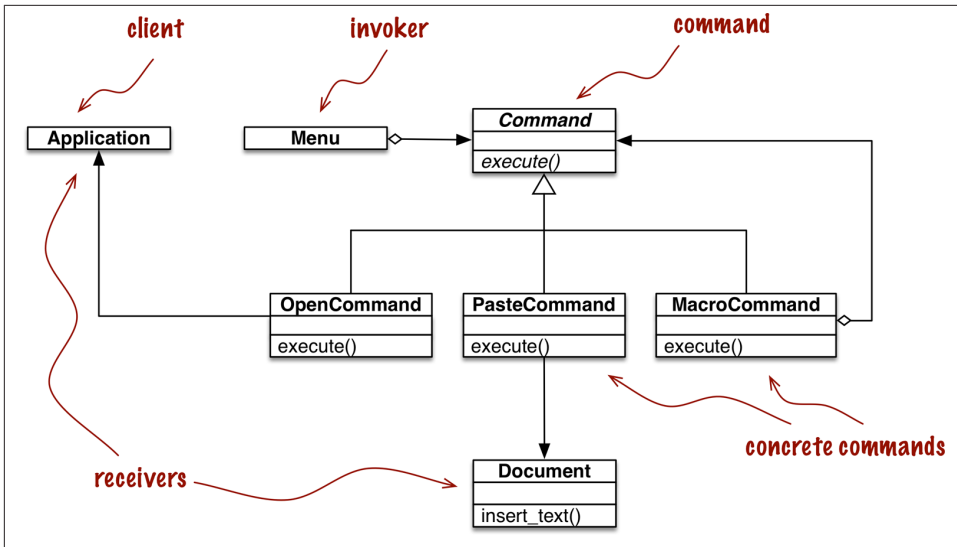 client
invoker
command
Application
Menu
Command
execute()
OpenCommand
execute()
PasteCommand
execute()
MacroCommand
execute()
concrete commands
receivers
Document
insert_text()